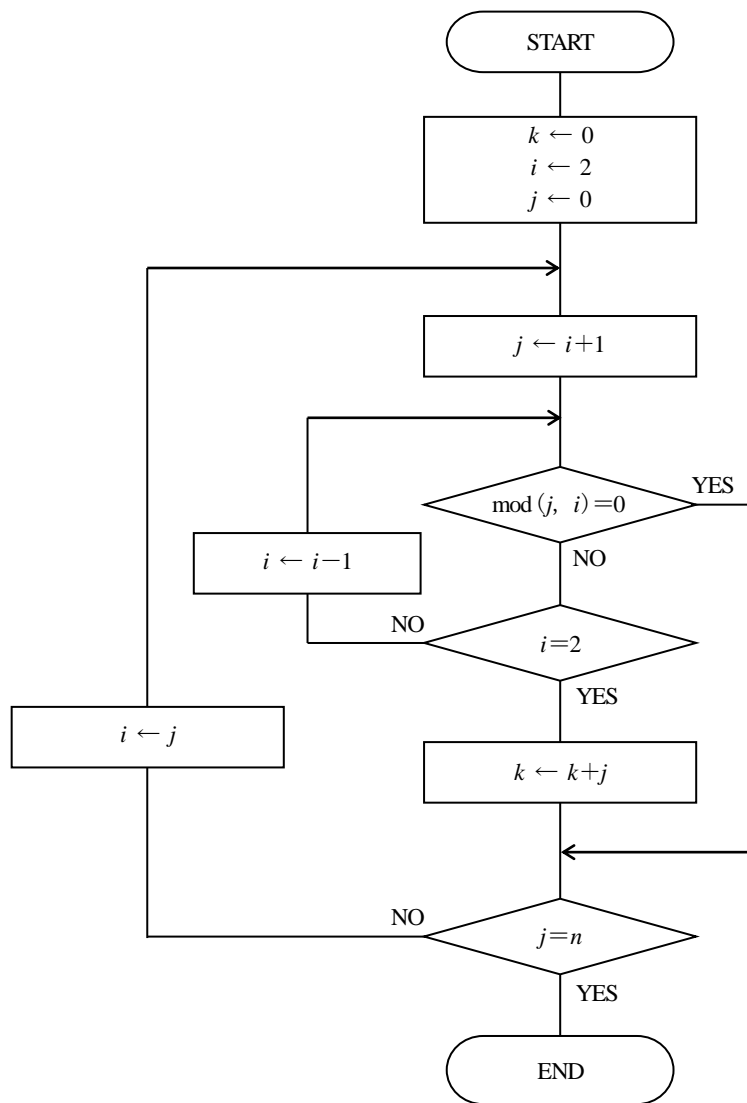 START
k ← 0
i ← 2
j ← 0
j ← i+1
YES
mod (j, i)=0
i ← i−1
NO
NO
i=2
YES
i ← j
k ← k+j
NO
j=n
YES
END